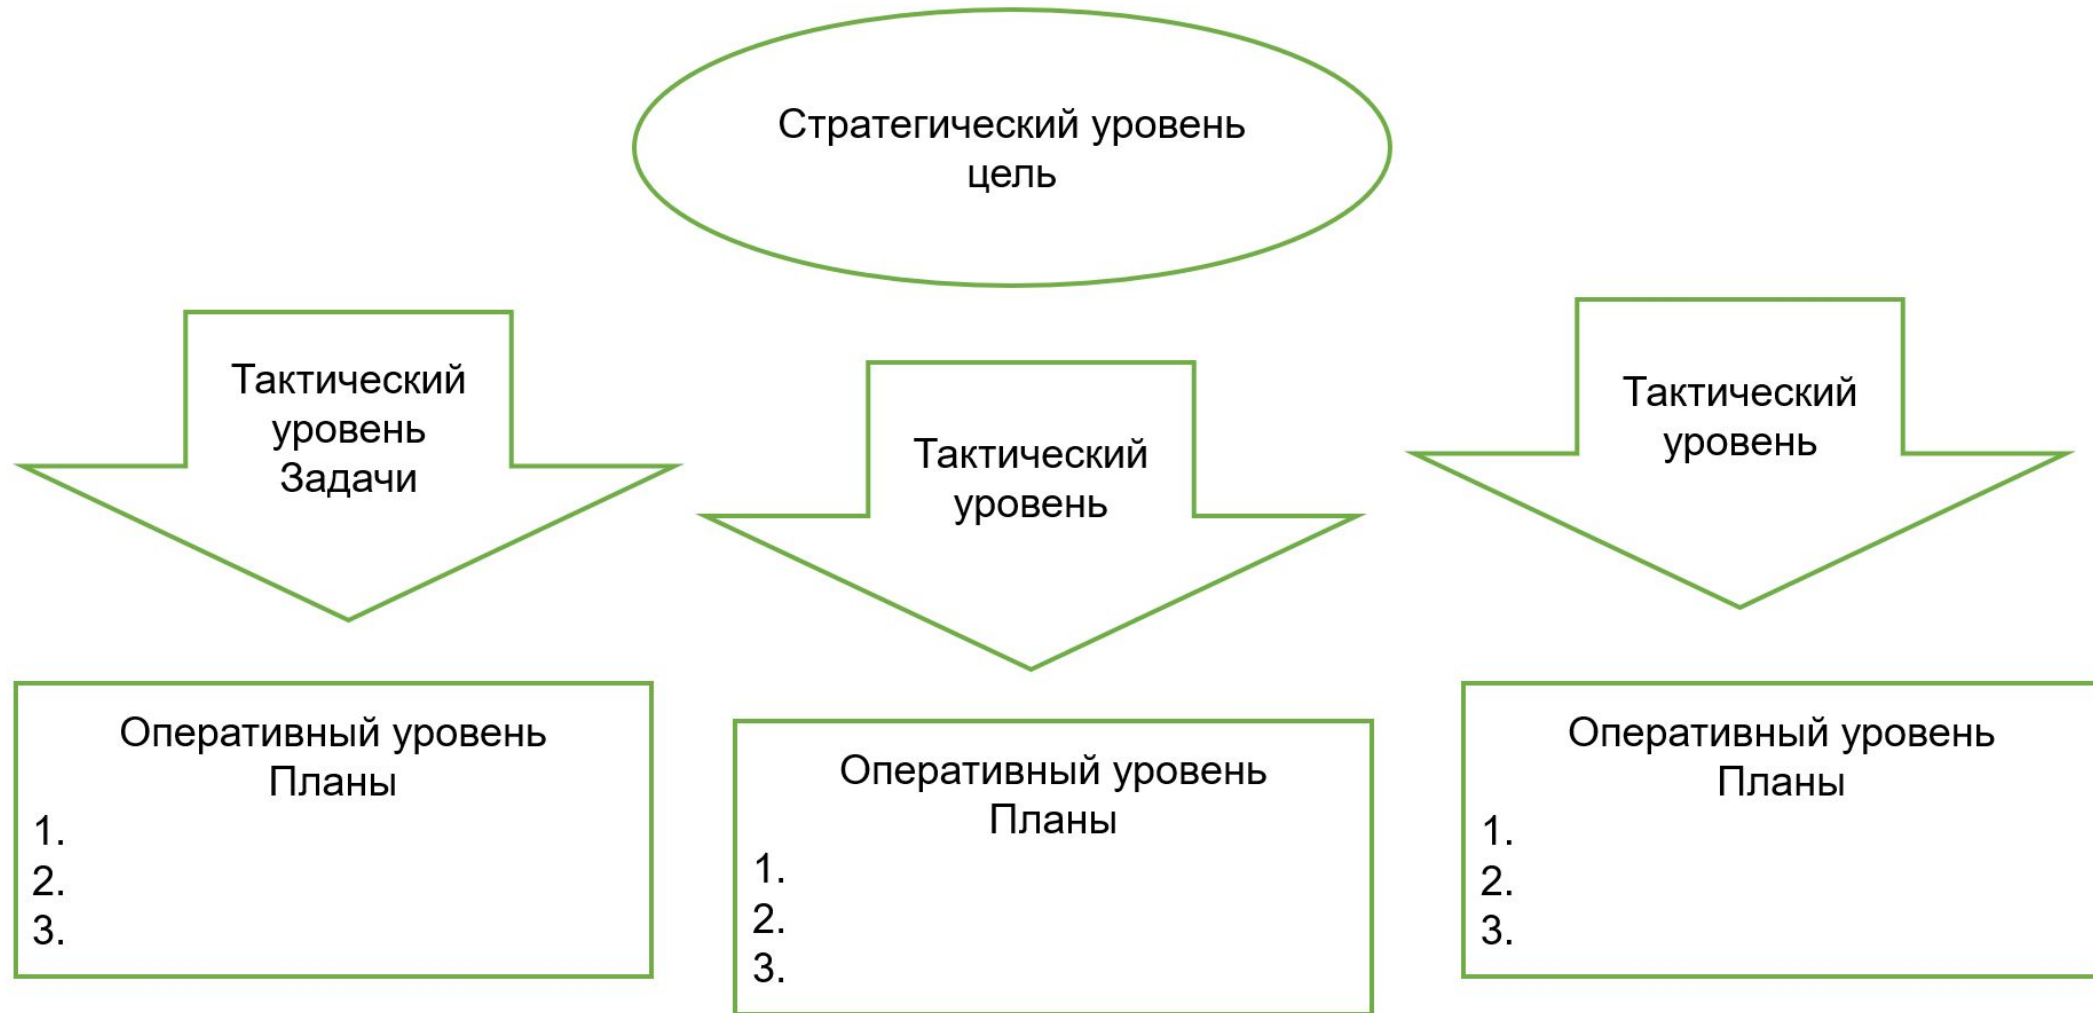 Стратегический уровень
цель
Тактический
уровень
Задачи
Тактический
уровень
Тактический
уровень
Оперативный уровень
Планы
1.
2.
3.
Оперативный уровень
Планы
1.
2.
3.
Оперативный уровень
Планы
1.
2.
3.